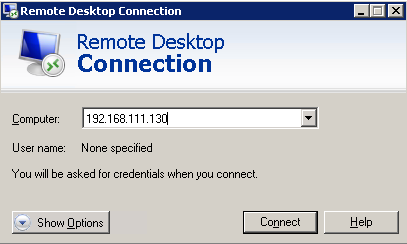 Remote Desktop Connection
Remote Desktop
Connection
Computer: 192.168.111.130
User name: None specified
You will be asked for credentials when you connect.
Show Options Connect Help